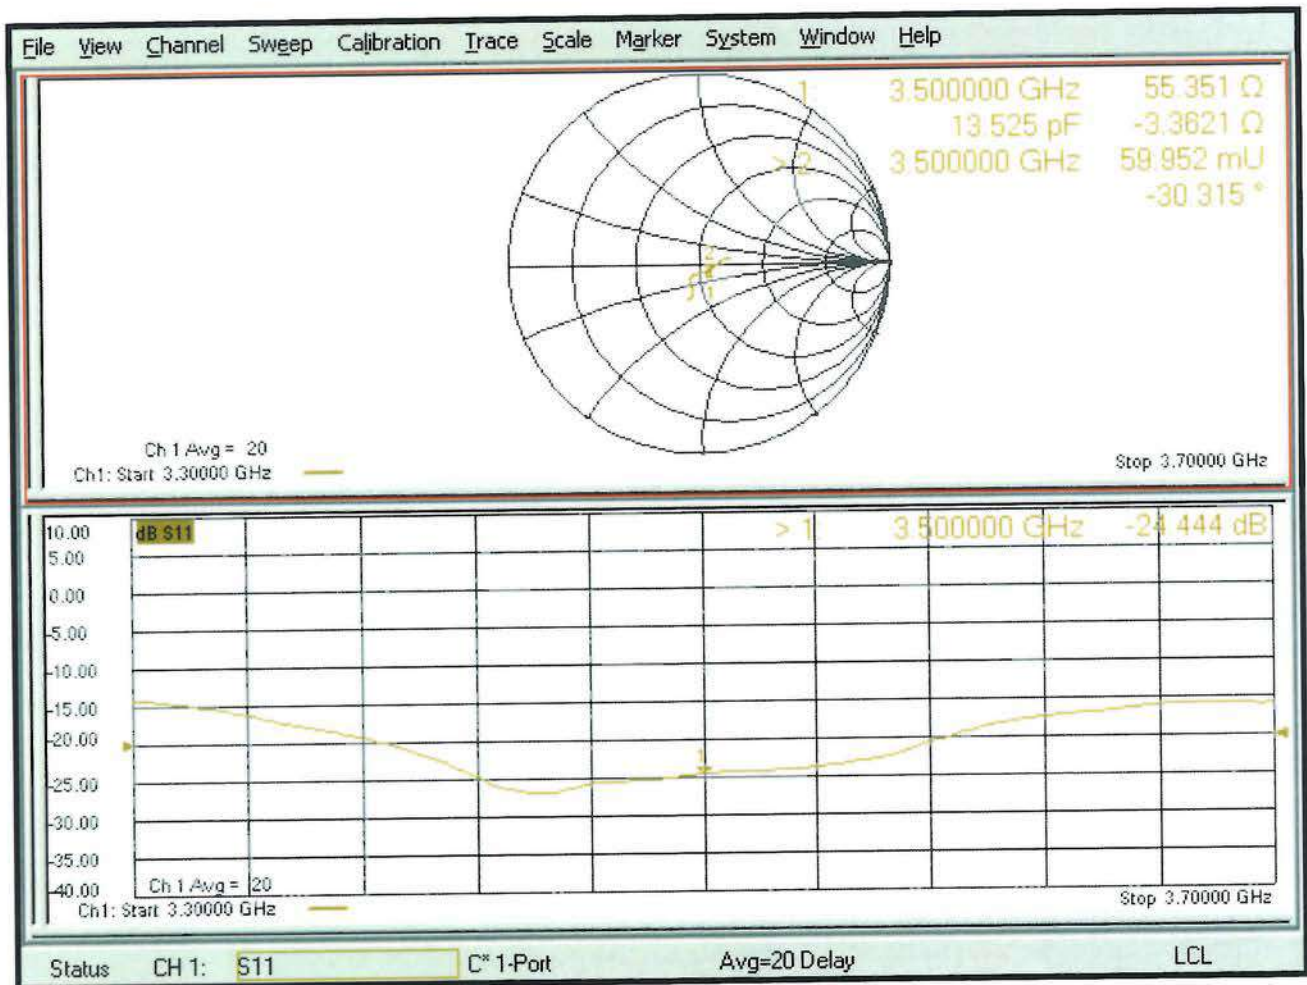 File View Channel Sweep Calibration Trace Scale Marker System Window Help
1 3.500000 GHz 55.351 Ω
13.525 pF -3.3621 Ω
> 2 3.500000 GHz 59.952 mU
-30.315 °
2
1
Ch 1 Avg = 20
Ch1: Start 3.30000 GHz
Stop 3.70000 GHz
10.00
dB S11
> 1 3.500000 GHz -24.444 dB
5.00
0.00
-5.00
-10.00
-15.00
-20.00
1
-25.00
-30.00
-35.00
-40.00
Ch 1 Avg = 20
Ch1: Start 3.30000 GHz
Stop 3.70000 GHz
Status CH 1: S11 C* 1-Port Avg=20 Delay LCL